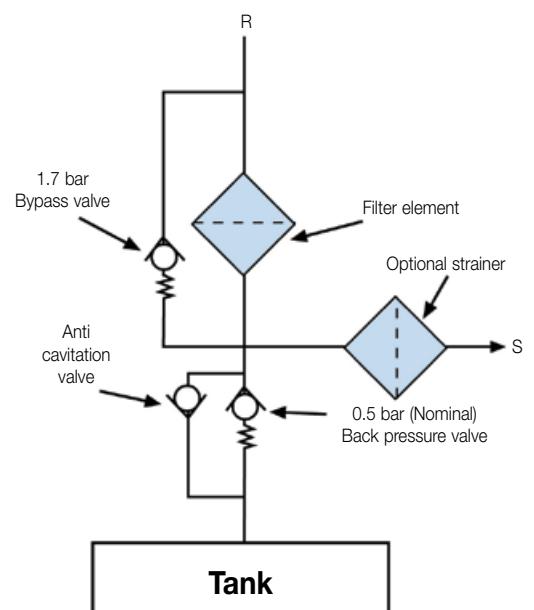 R
1.7 bar
Bypass valve
Filter element
Optional strainer
S
Anti
cavitation
valve
0.5 bar (Nominal)
Back pressure valve
Tank